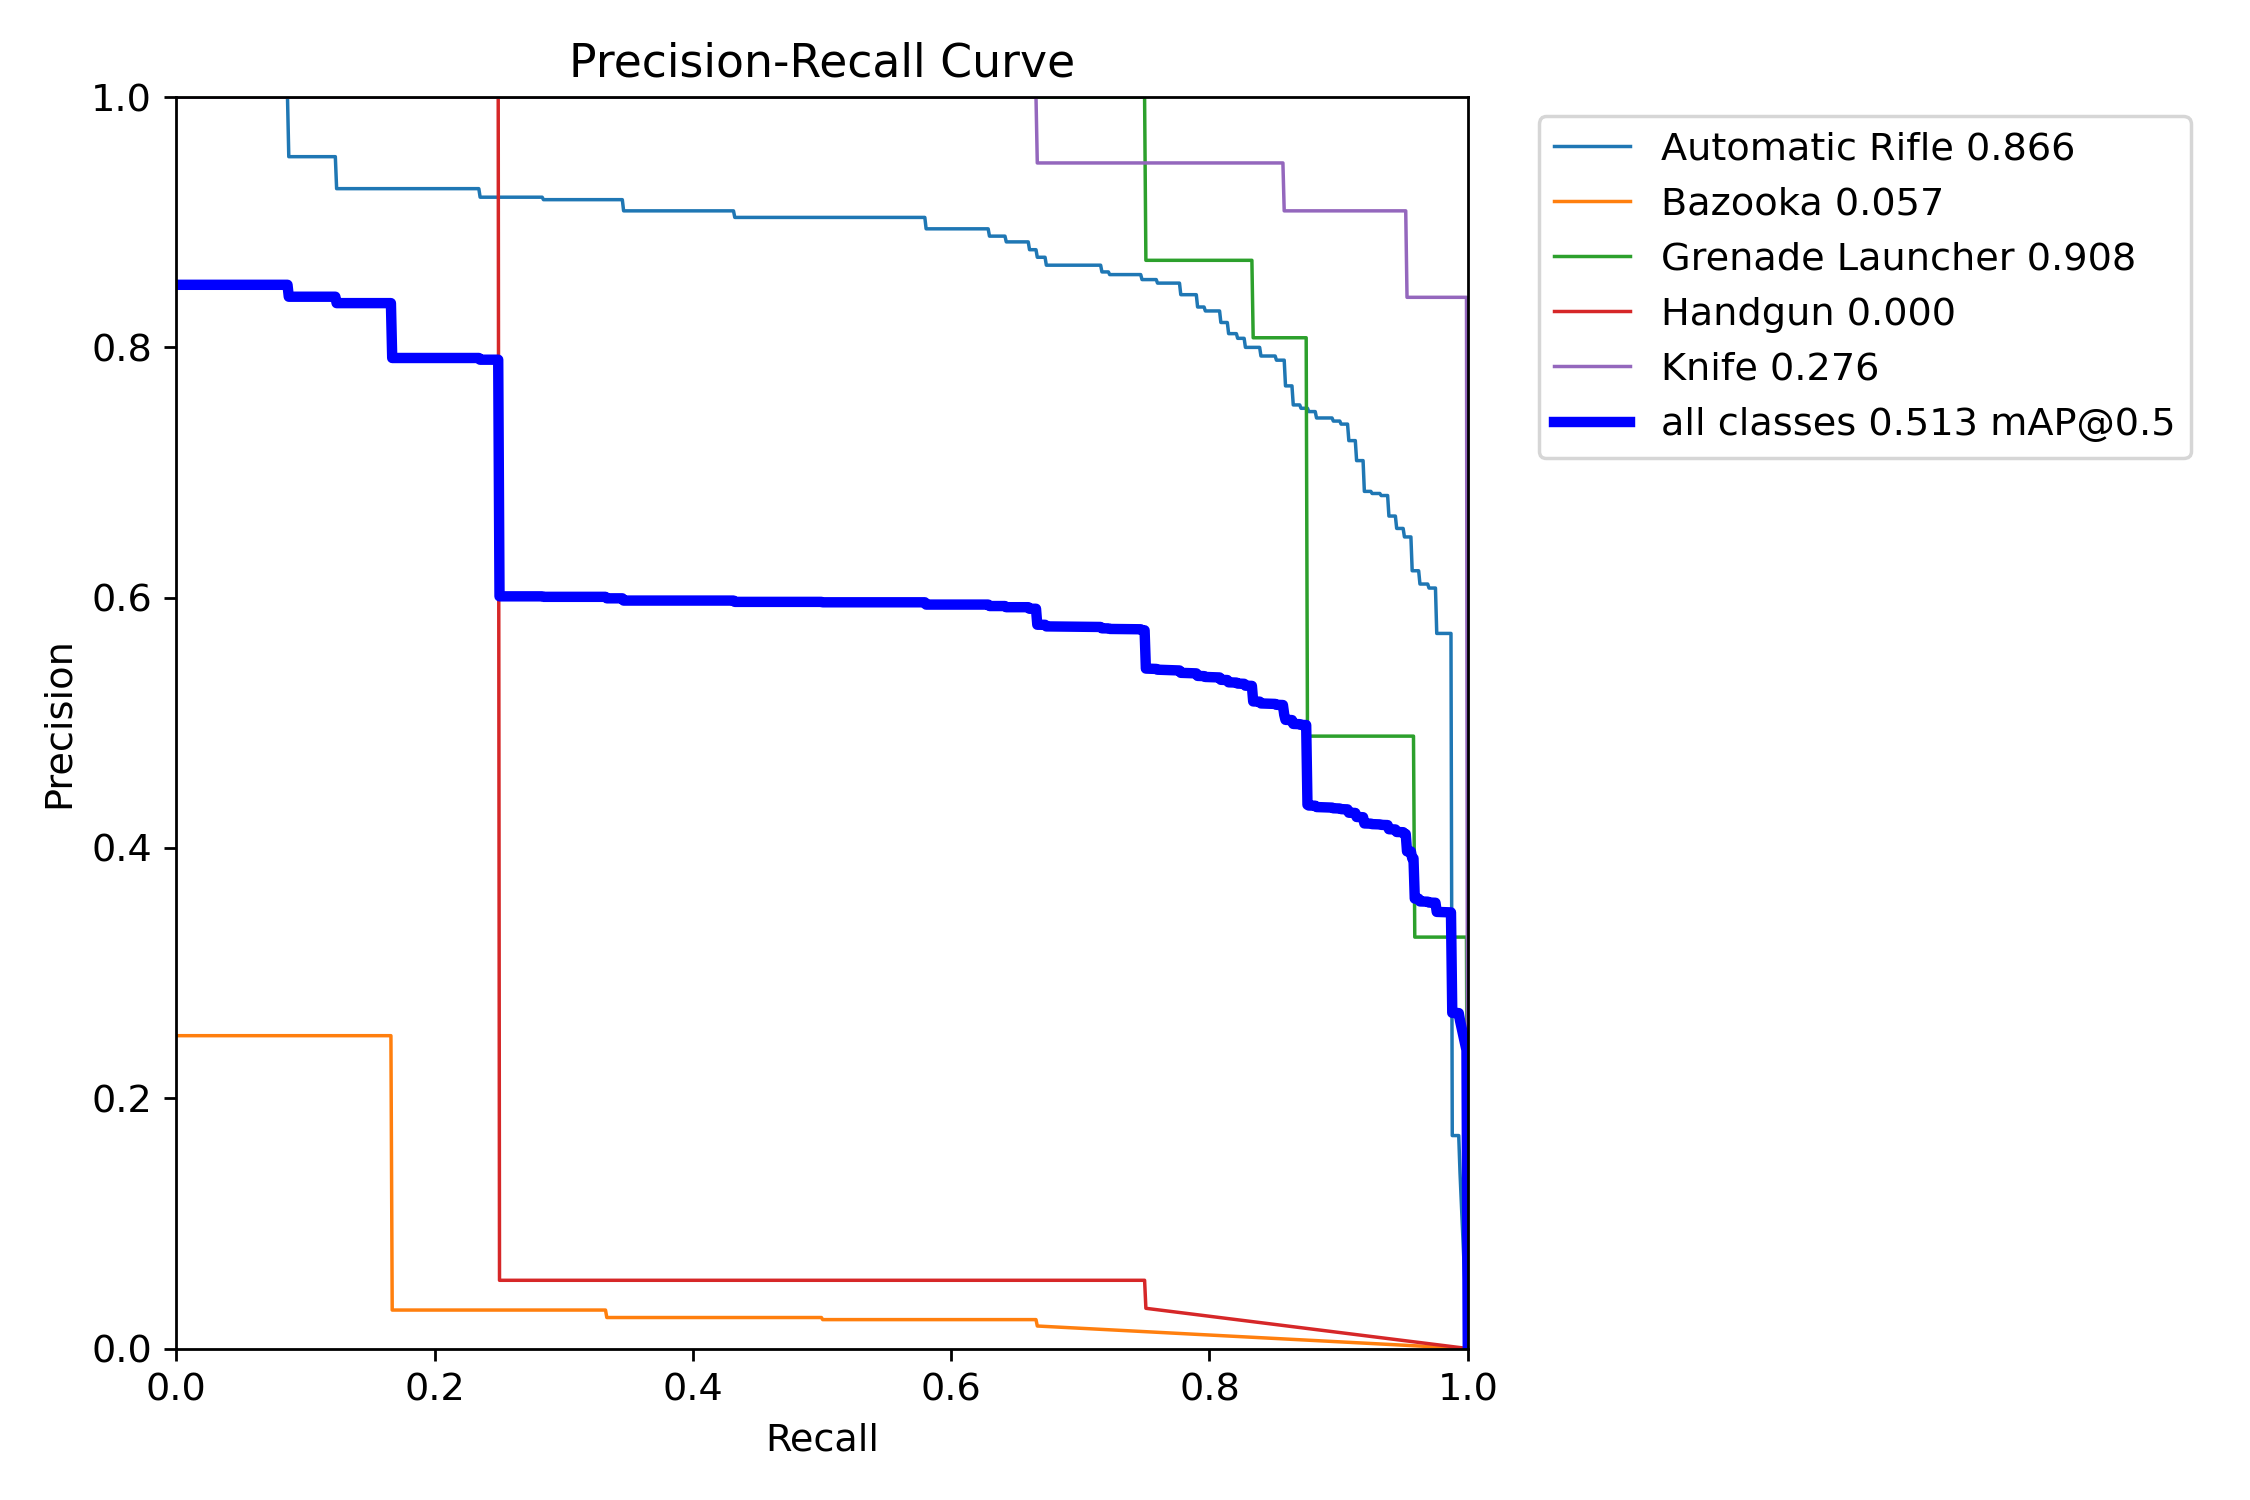 Precision-Recall Curve
1.0
0.8
0.6
0.4
0.2
0.0
Precision
0.0 0.2 0.4 0.6 0.8 1.0
Recall
Automatic Rifle 0.866
Bazooka 0.057
Grenade Launcher 0.908
Handgun 0.000
Knife 0.276
all classes 0.513 mAP@0.5